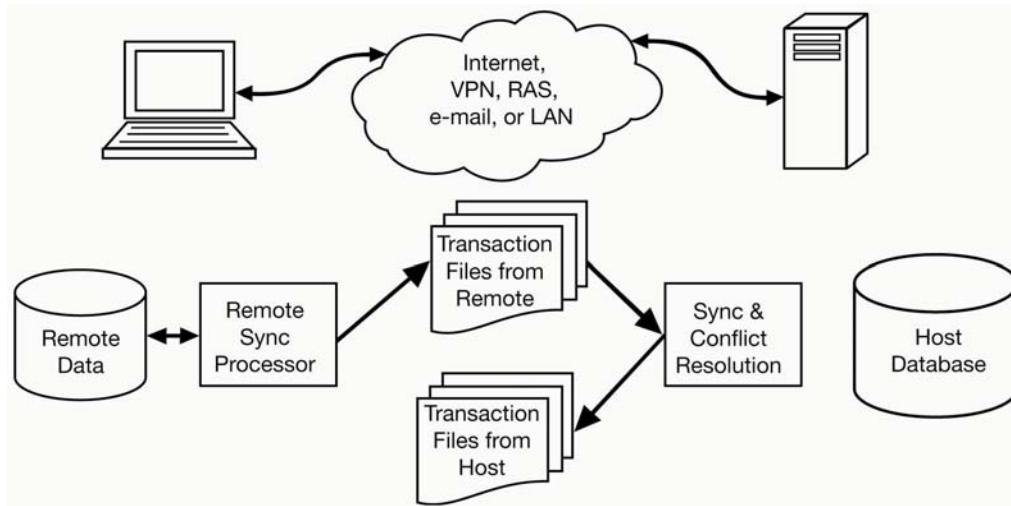 Internet,
VPN, RAS,
e-mail, or LAN
Transaction
Files from
Remote
Remote
Data
Remote
Sync
Processor
Sync &
Conflict
Resolution
Host
Database
Transaction
Files from
Host